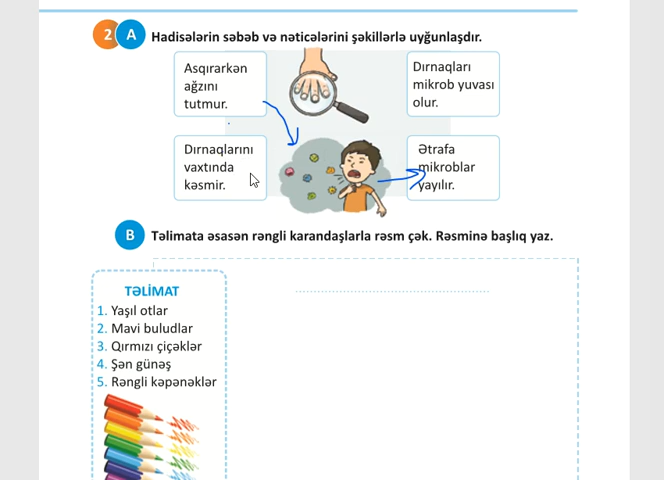 2 A Hadisələrin səbəb və nəticələrini şəkillərlə uyğunlaşdır.
Asqırarkən
ağzını
tutmur.
Dırnaqları
mikrob yuvası
olur.
Dırnaqlarını
vaxtında
kəsmir.
Ətrafa
mikroblar
yayılır.
B Təlimata əsasən rəngli karandaşlarla rəsm çək. Rəsminə başlıq yaz.
TƏLİMAT
1. Yaşıl otlar
2. Mavi buludlar
3. Qırmızı çiçəklər
4. Şən günəş
5. Rəngli kəpənəklər